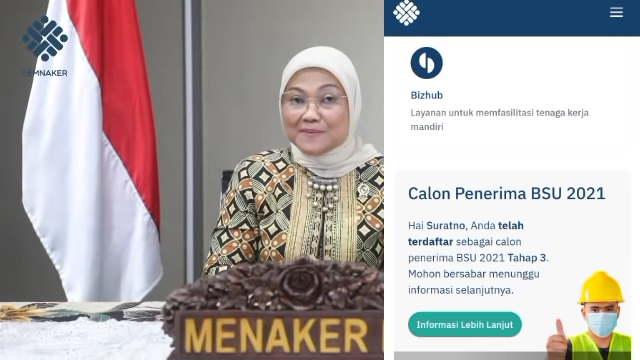 KEMNAKER
MENAKER
Bizhub
Layanan untuk memfasilitasi tenaga kerja
mandiri
Calon Penerima BSU 2021
Hai Suratno, Anda telah
terdaftar sebagai calon
penerima BSU 2021 Tahap 3.
Mohon bersabar menunggu
informasi selanjutnya.
Informasi Lebih Lanjut